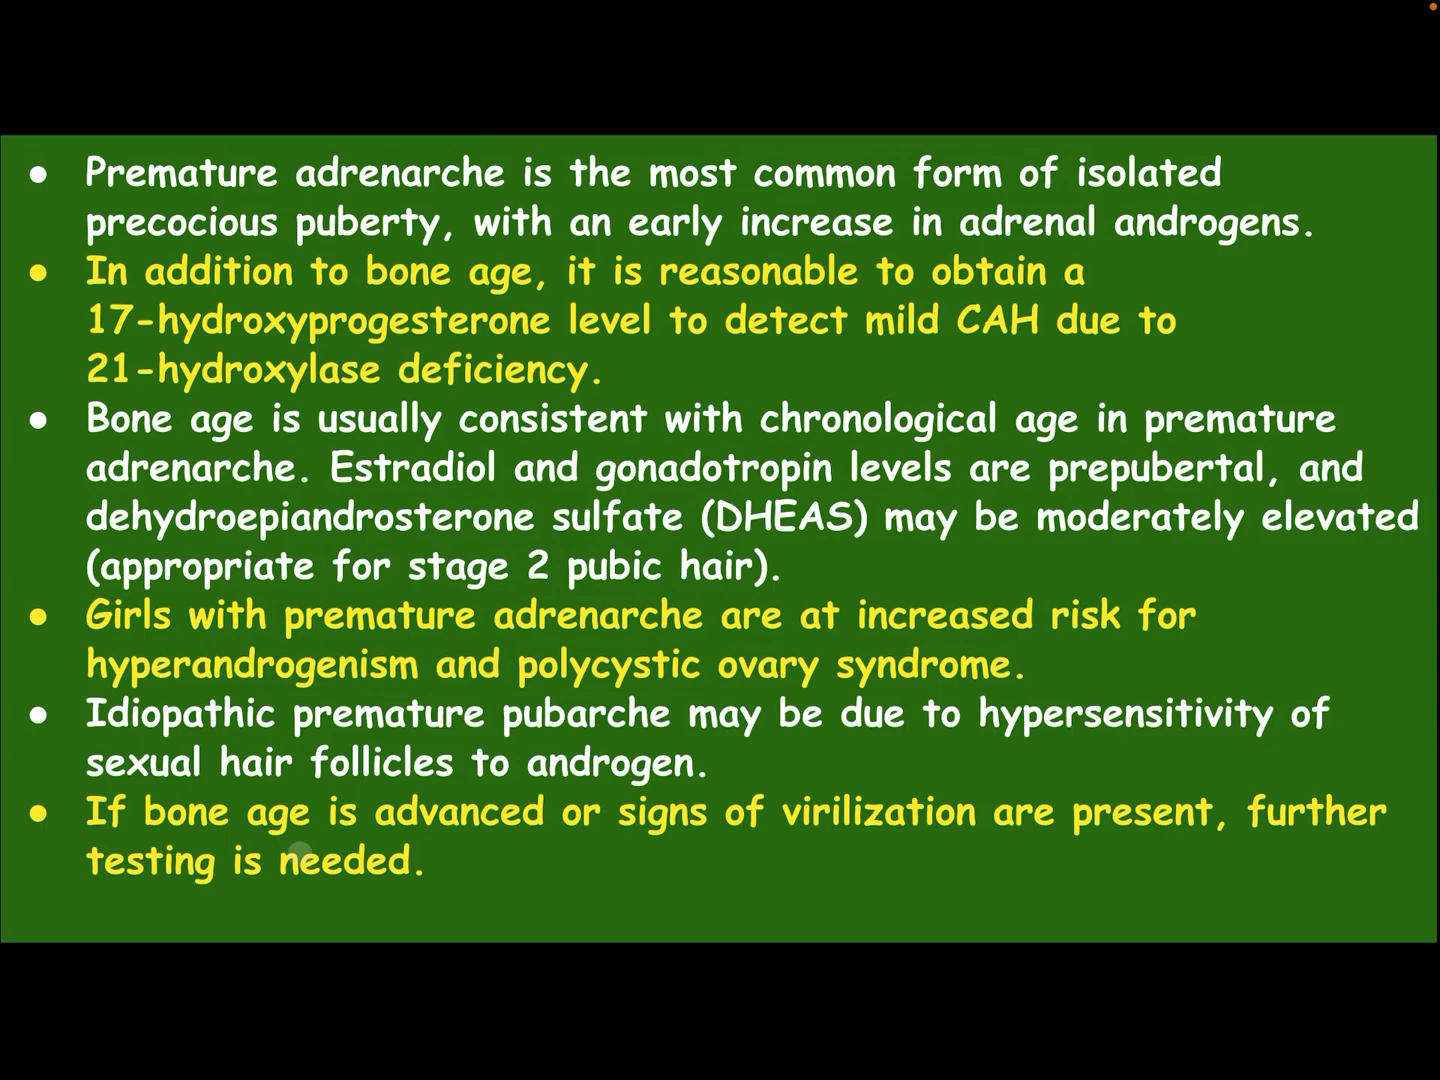 ● Premature adrenarche is the most common form of isolated
precocious puberty, with an early increase in adrenal androgens.
● In addition to bone age, it is reasonable to obtain a
17-hydroxyprogesterone level to detect mild CAH due to
21-hydroxylase deficiency.
● Bone age is usually consistent with chronological age in premature
adrenarche. Estradiol and gonadotropin levels are prepubertal, and
dehydroepiandrosterone sulfate (DHEAS) may be moderately elevated
(appropriate for stage 2 pubic hair).
● Girls with premature adrenarche are at increased risk for
hyperandrogenism and polycystic ovary syndrome.
● Idiopathic premature pubarche may be due to hypersensitivity of
sexual hair follicles to androgen.
● If bone age is advanced or signs of virilization are present, further
testing is needed.